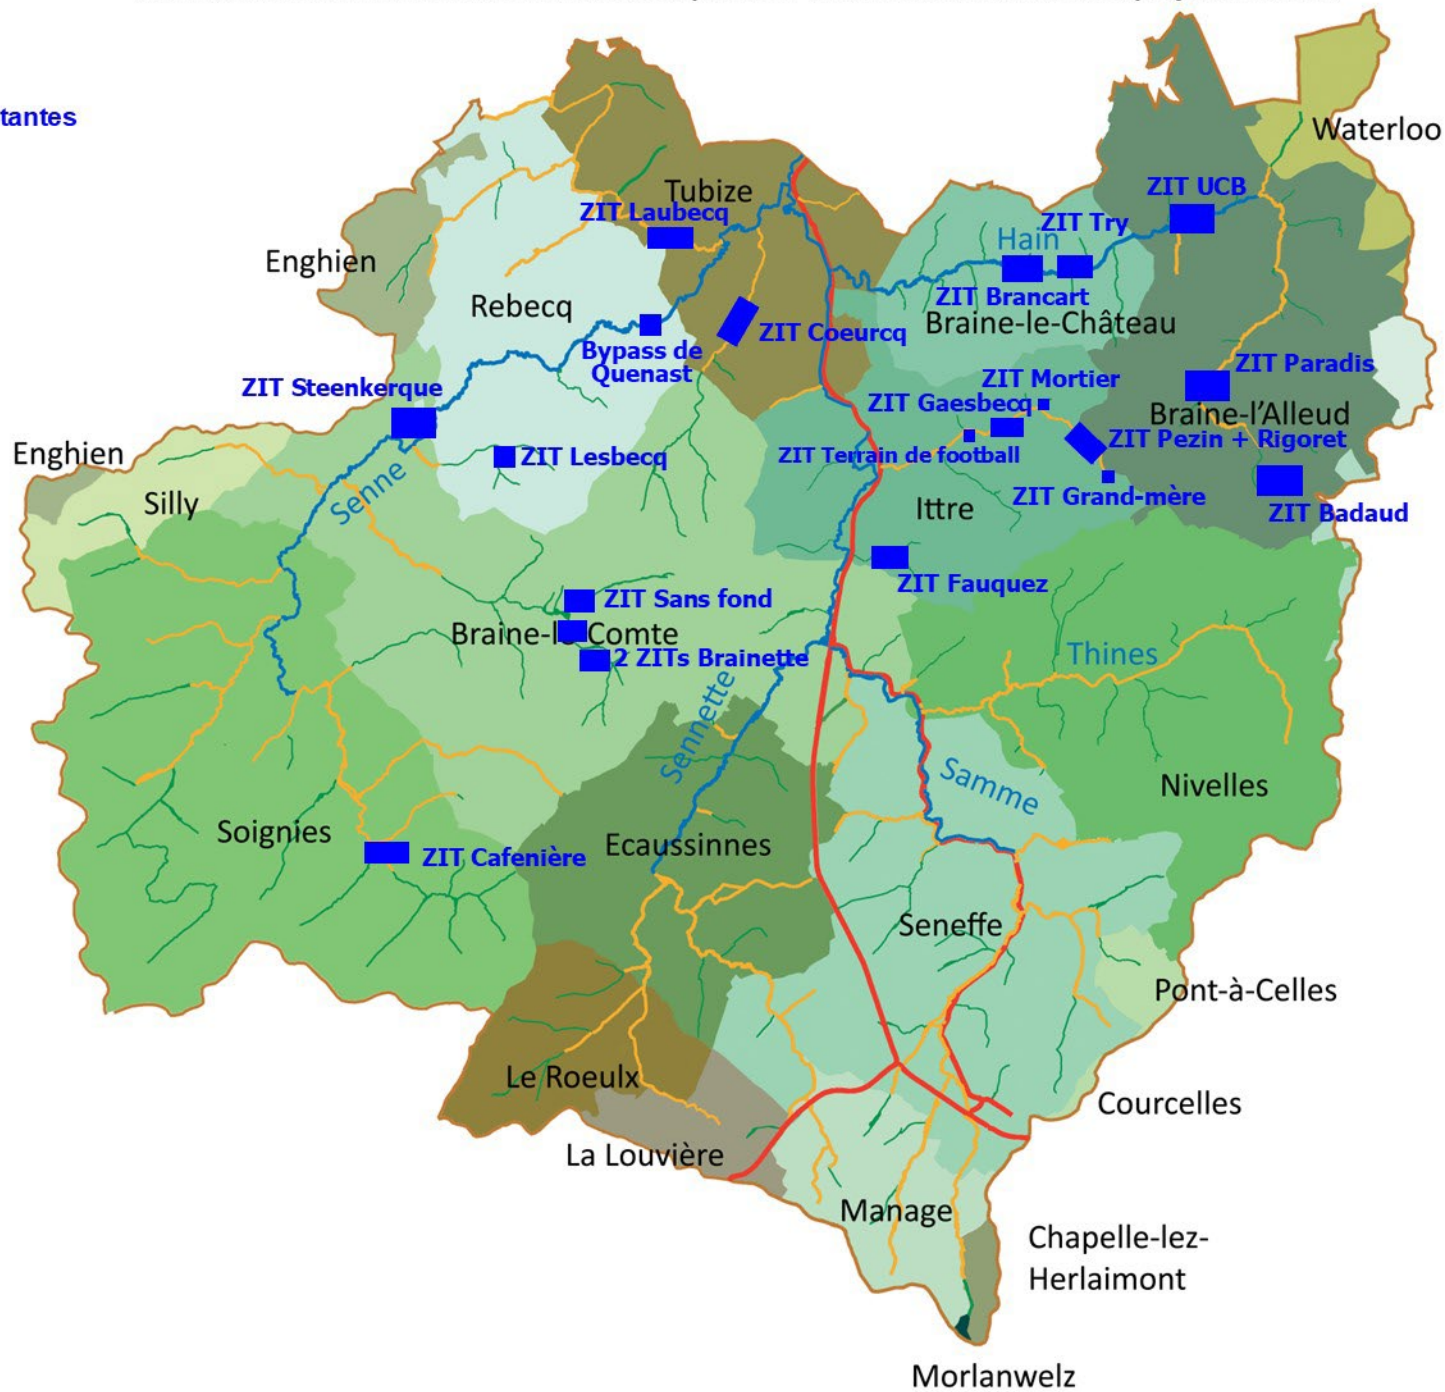 tantes
Waterloo
Tubize
ZIT UCB
ZIT Laubecq
ZIT Try
Hain
Enghien
Rebecq
ZIT Brancart
Braine-le-Château
ZIT Coeurcq
Bypass de
Quenast
ZIT Paradis
ZIT Steenkerque
ZIT Mortier
ZIT Gaesbecq
Braine-l’Alleud
ZIT Pezin + Rigoret
Enghien
ZIT Lesbecq
ZIT Terrain de football
Silly
Senne
ZIT Grand-mère
Ittre
ZIT Badaud
ZIT Fauquez
ZIT Sans fond
Braine-le Comte
2 ZITs Brainette
Thines
Sennette
Samme
Nivelles
Soignies
Ecaussinnes
ZIT Cafenière
Seneffe
Pont-à-Celles
Le Roeulx
Courcelles
La Louvière
Manage
Chapelle-lez-
Herlaimont
Morlanwelz